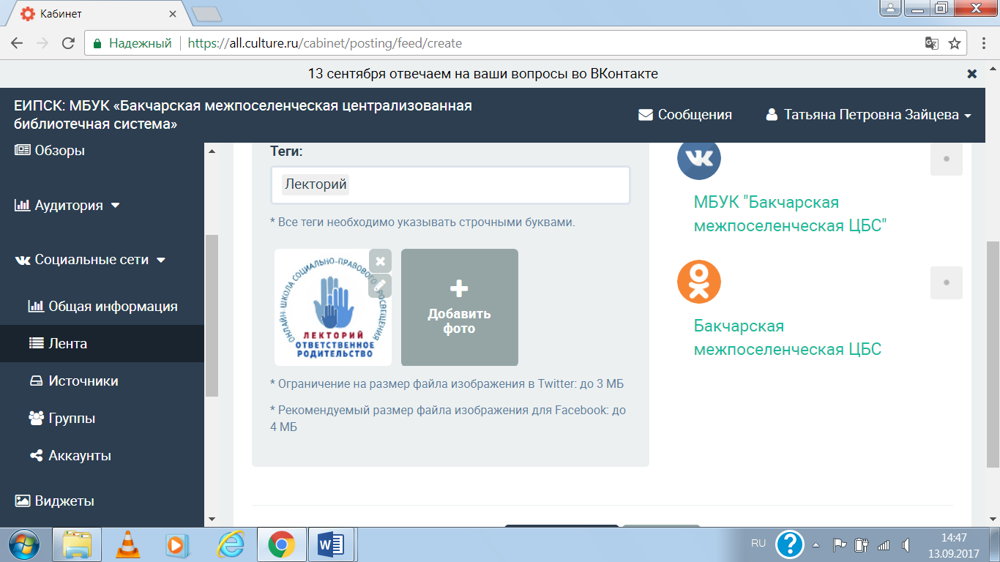 Кабинет
Надежный
https://all.culture.ru/cabinet/posting/feed/create
13 сентября отвечаем на ваши вопросы во ВКонтакте
ЕИПСК: МБУК «Бакчарская межпоселенческая централизованная
библиотечная система»
Сообщения
Татьяна Петровна Зайцева
Обзоры
Аудитория
Социальные сети
Общая информация
Лента
Источники
Группы
Аккаунты
Виджеты
Теги:
Лекторий
* Все теги необходимо указывать строчными буквами.
ОНЛАЙН-ШКОЛА СОЦИАЛЬНО-ПРАВОВОГО
ЛЕКТОРИЙ
ОТВЕТСТВЕННОЕ
РОДИТЕЛЬСТВО
Добавить
фото
* Ограничение на размер файла изображения в Twitter: до 3 МБ
* Рекомендуемый размер файла изображения для Facebook: до
4 МБ
МБУК "Бакчарская
межпоселенческая ЦБС"
Бакчарская
межпоселенческая ЦБС
RU
14:47
13.09.2017